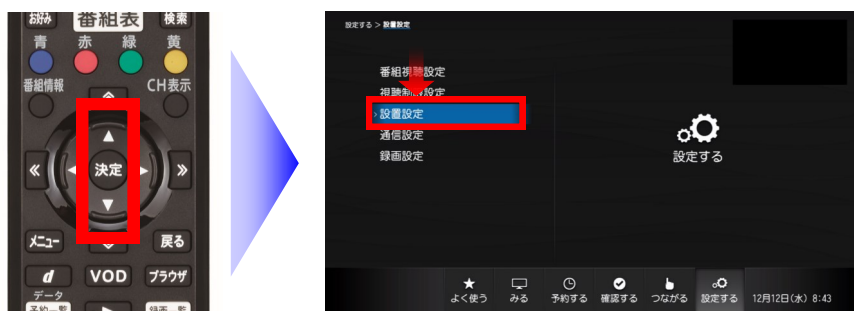 お好み 番組表 検索
青 赤 緑 黄
番組情報 CH表示
決定
メニュー 戻る
d VOD ブラウザ
データ
設定する > 設置設定
番組視聴設定
視聴制限設定
設置設定
通信設定
録画設定
設定する
よく使う みる 予約する 確認する つながる 設定する 12月12日(水) 8:43